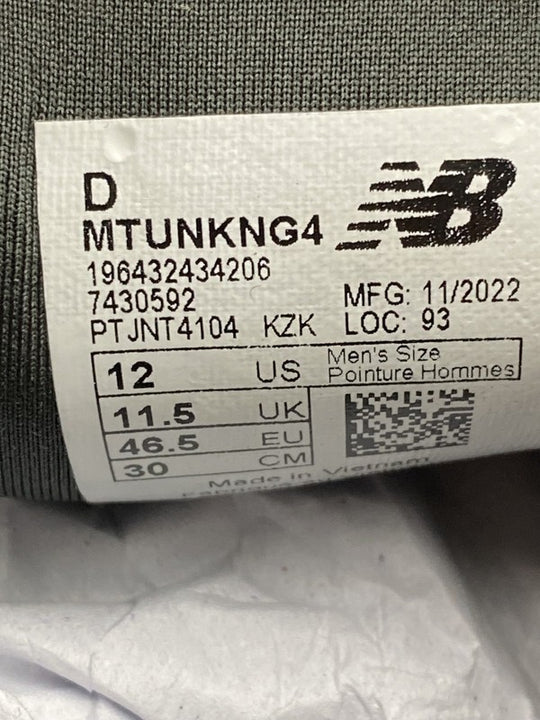 D
MTUNKNG4
NB
196432434206
7430592
MFG: 11/2022
PTJNT4104 KZK LOC: 93
12 US Men's Size
Pointure Hommes
11.5 UK
46.5 EU
30 CM
Made in Vietnam